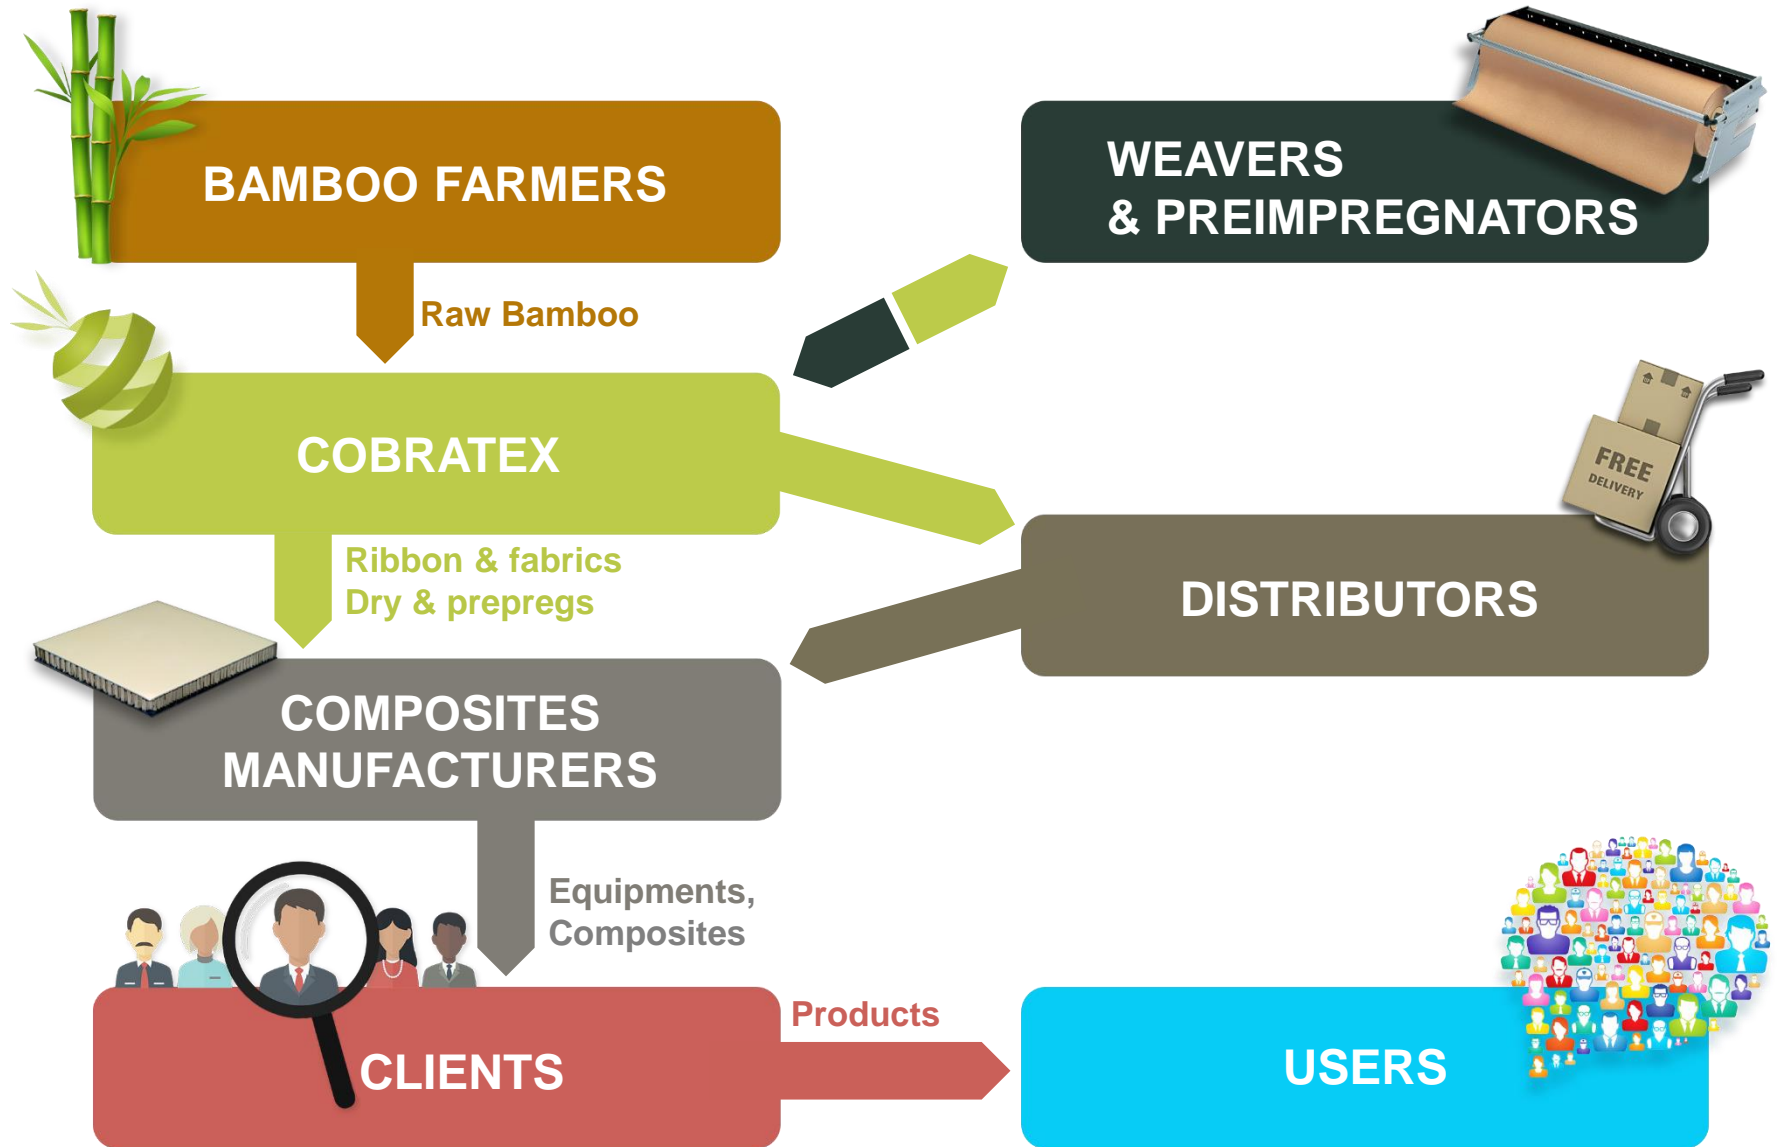 BAMBOO FARMERS
WEAVERS
& PREIMPREGNATORS
Raw Bamboo
COBRATEX
FREE
DELIVERY
Ribbon & fabrics
Dry & prepregs
DISTRIBUTORS
COMPOSITES
MANUFACTURERS
Equipments,
Composites
Products
CLIENTS
USERS